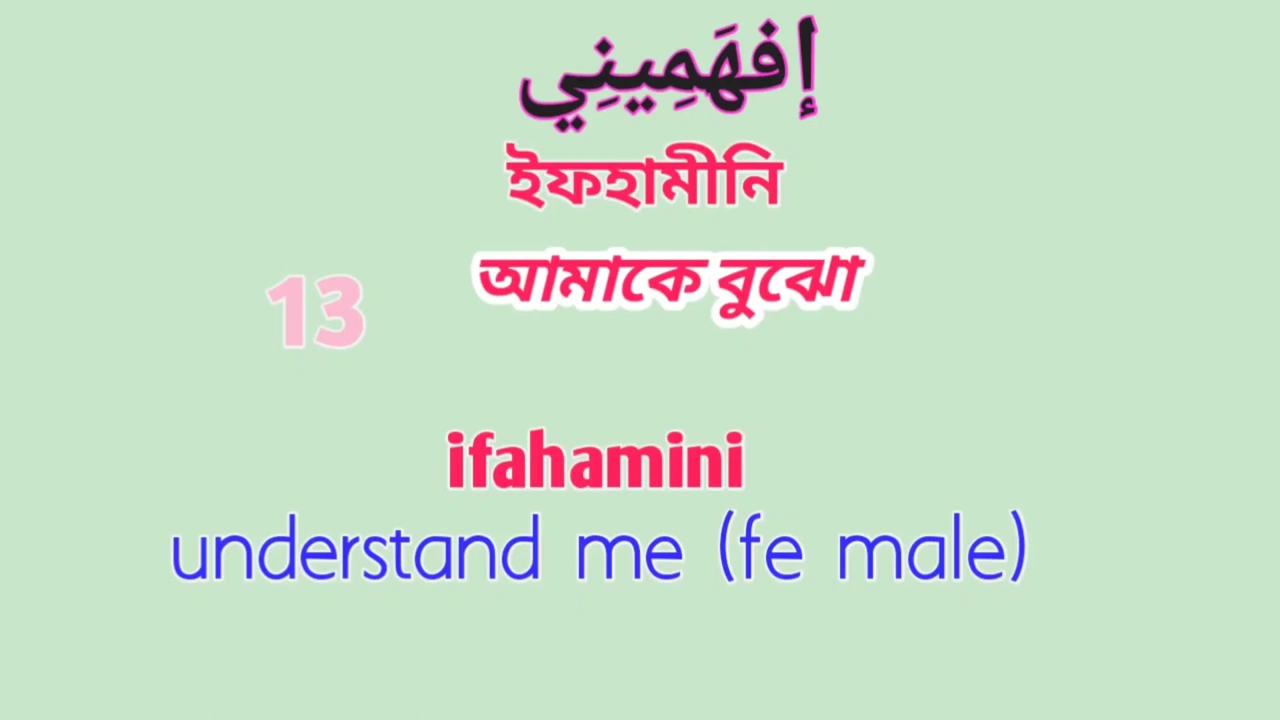 إفهَمِينِي
ইফহামীনি
আমাকে বুঝো
13
ifahamini
understand me (fe male)